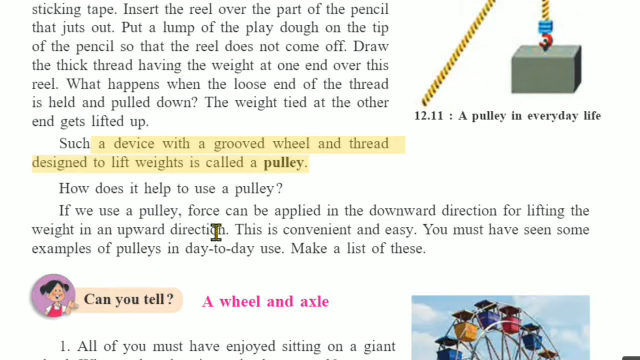 sticking tape. Insert the reel over the part of the pencil
that juts out. Put a lump of the play dough on the tip
of the pencil so that the reel does not come off. Draw
the thick thread having the weight at one end over this
reel. What happens when the loose end of the thread
is held and pulled down? The weight tied at the other
end gets lifted up.
12.11 : A pulley in everyday life
Such a device with a grooved wheel and thread
designed to lift weights is called a pulley.
How does it help to use a pulley?
If we use a pulley, force can be applied in the downward direction for lifting the
weight in an upward direction. This is convenient and easy. You must have seen some
examples of pulleys in day-to-day use. Make a list of these.
Can you tell?
A wheel and axle
1. All of you must have enjoyed sitting on a giant